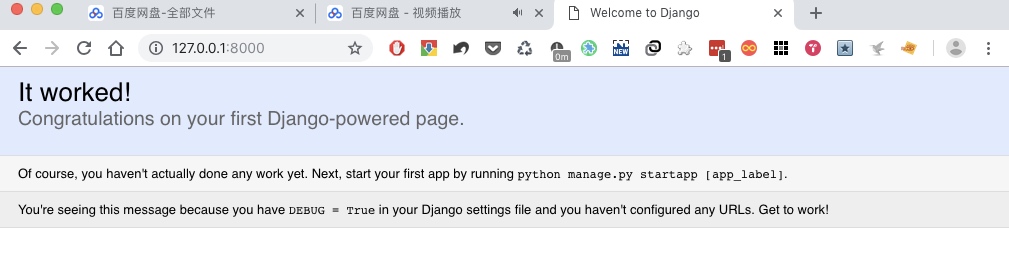 百度网盘-全部文件
百度网盘 - 视频播放
Welcome to Django
127.0.0.1:8000
0m
NEW
1
It worked!
Congratulations on your first Django-powered page.
Of course, you haven't actually done any work yet. Next, start your first app by running python manage.py startapp [app_label].
You're seeing this message because you have DEBUG = True in your Django settings file and you haven't configured any URLs. Get to work!